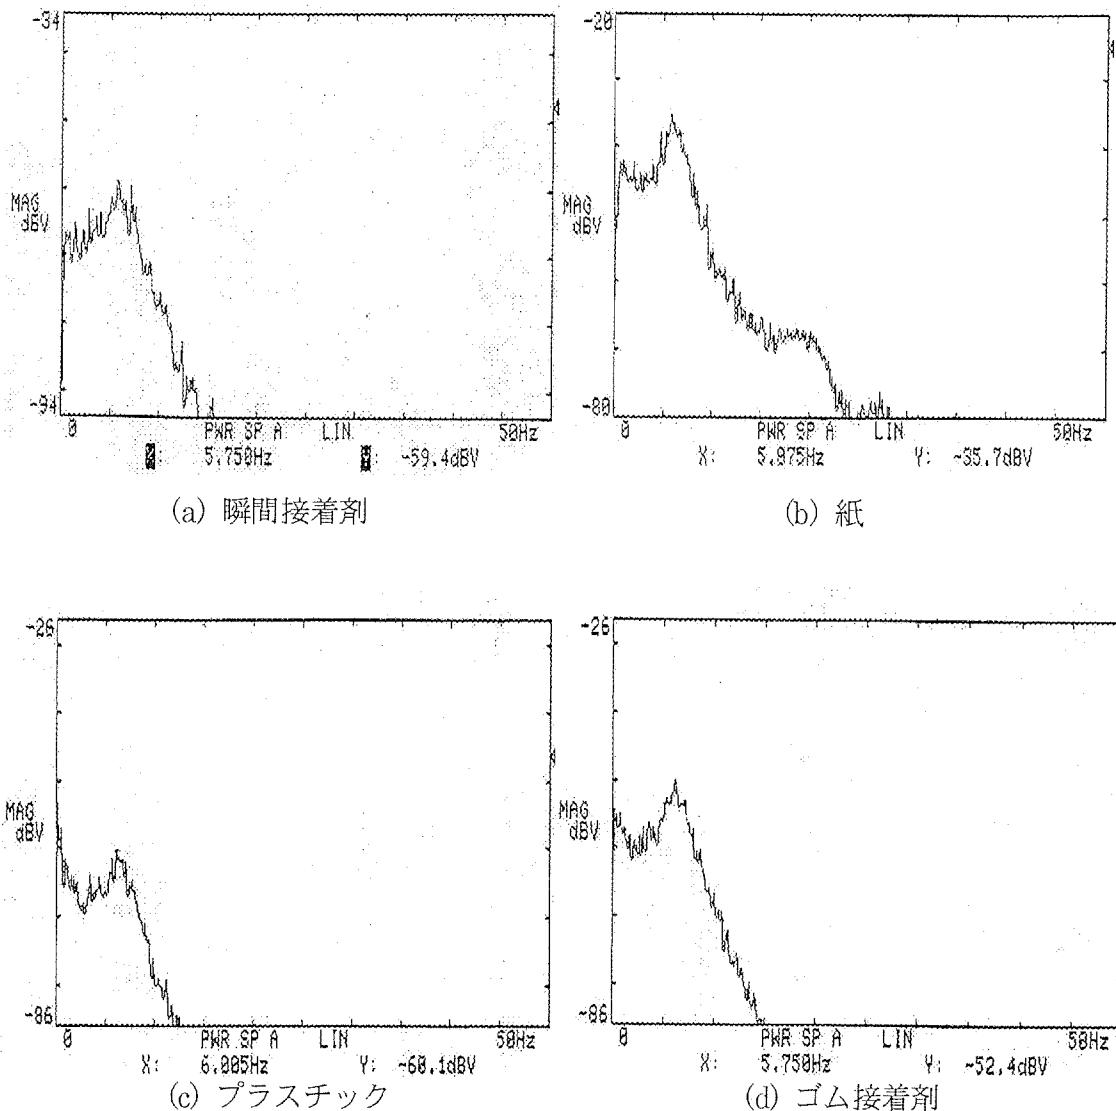 -34
MAG
dBV
-94
0 PWR SP A LIN 50Hz
X: 5.750Hz Y: -59.4dBV
(a) 瞬間接着剤
-20
MAG
dBV
-80
0 PWR SP A LIN 50Hz
X: 5.875Hz Y: -35.7dBV
(b) 紙
-26
MAG
dBV
-86
0 PWR SP A LIN 50Hz
X: 6.005Hz Y: -60.1dBV
(c) プラスチック
-26
MAG
dBV
-86
0 PWR SP A LIN 50Hz
X: 5.750Hz Y: -52.4dBV
(d) ゴム接着剤